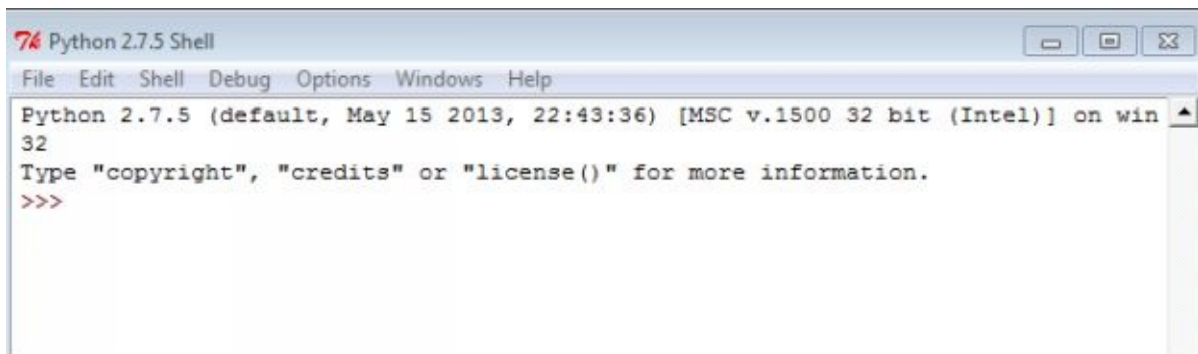 Python 2.7.5 Shell
File Edit Shell Debug Options Windows Help
Python 2.7.5 (default, May 15 2013, 22:43:36) [MSC v.1500 32 bit (Intel)] on win
32
Type "copyright", "credits" or "license()" for more information.
>>>